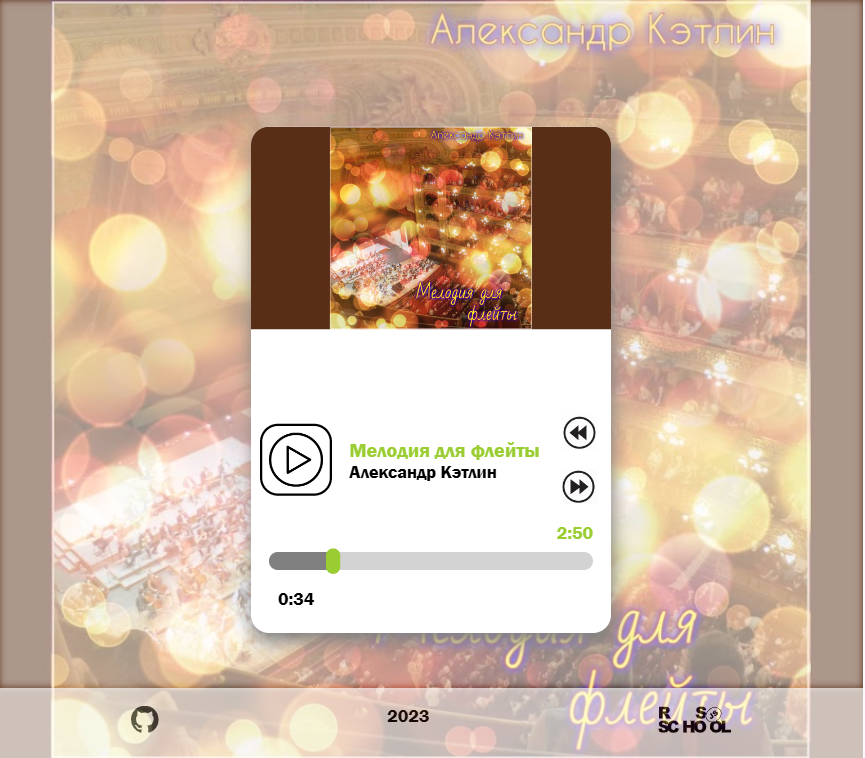 Александр Кэтлин
Александр Кэтлин
Мелодия для
флейты
Мелодия для флейты
Александр Кэтлин
2:50
0:34
Мелодия для
флейты
2023
RS
SCHOOL